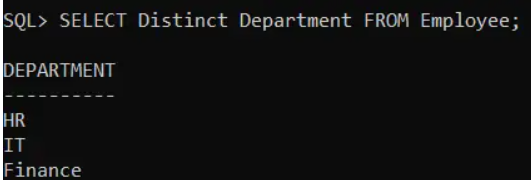 SQL> SELECT Distinct Department FROM Employee;
DEPARTMENT
----------
HR
IT
Finance